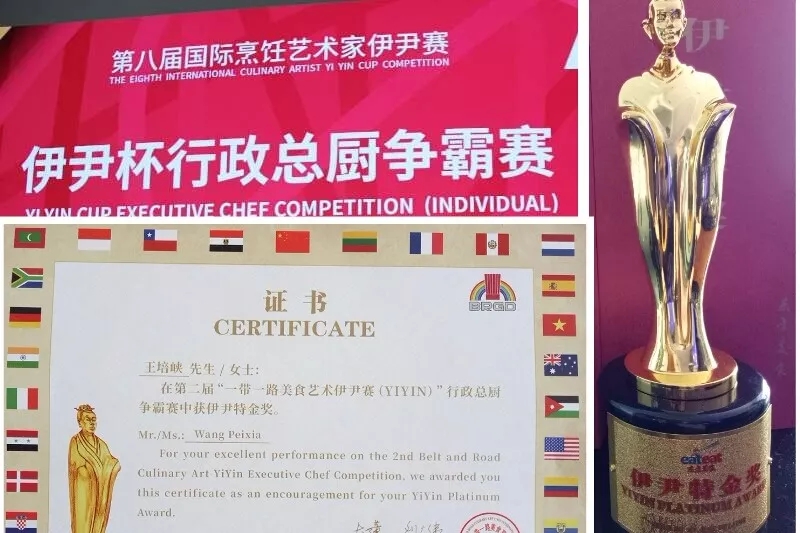 第八届国际烹饪艺术家伊尹赛
THE EIGHTH INTERNATIONAL CULINARY ARTIST YI YIN CUP COMPETITION
伊尹杯行政总厨争霸赛
YI YIN CUP EXECUTIVE CHEF COMPETITION (INDIVIDUAL)
证书
CERTIFICATE
BRGD
王培峡 先生 / 女士:
在第二届“一带一路美食艺术伊尹赛 (YIYIN) ”行政总厨
争霸赛中获伊尹特金奖。
Mr./Ms.: Wang Peixia
For your excellent performance on the 2nd Belt and Road
Culinary Art YiYin Executive Chef Competition, we awarded you
this certificate as an encouragement for your YiYin Platinum
Award.
伊
eateat
伊尹特金奖
YIYIN PLATINUM AWARD